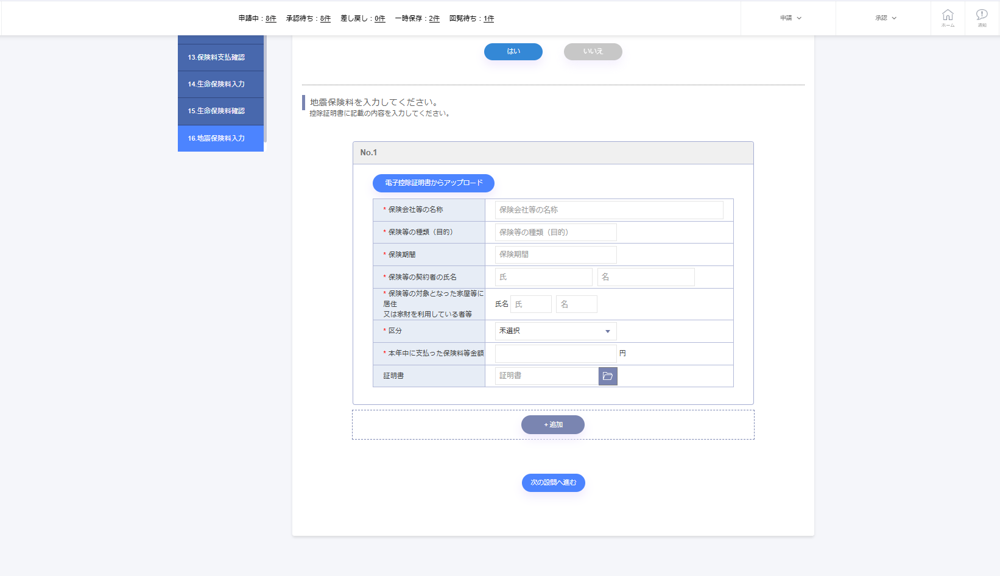 申請中：8件 承認待ち：8件 差し戻し：0件 一時保存：2件 回覧待ち：1件
申請
承認
ホーム
通知
13.保険料支払確認
14.生命保険料入力
15.生命保険料確認
16.地震保険料入力
はい
いいえ
地震保険料を入力してください。
控除証明書に記載の内容を入力してください。
No.1
電子控除証明書からアップロード
* 保険会社等の名称 保険会社等の名称
* 保険等の種類（目的） 保険等の種類（目的）
* 保険期間 保険期間
* 保険等の契約者の氏名 氏 名
* 保険等の対象となった家屋等に
居住
又は家財を利用している者等
氏名 氏 名
* 区分 未選択
* 本年中に支払った保険料等金額 円
証明書 証明書
+ 追加
次の設問へ進む